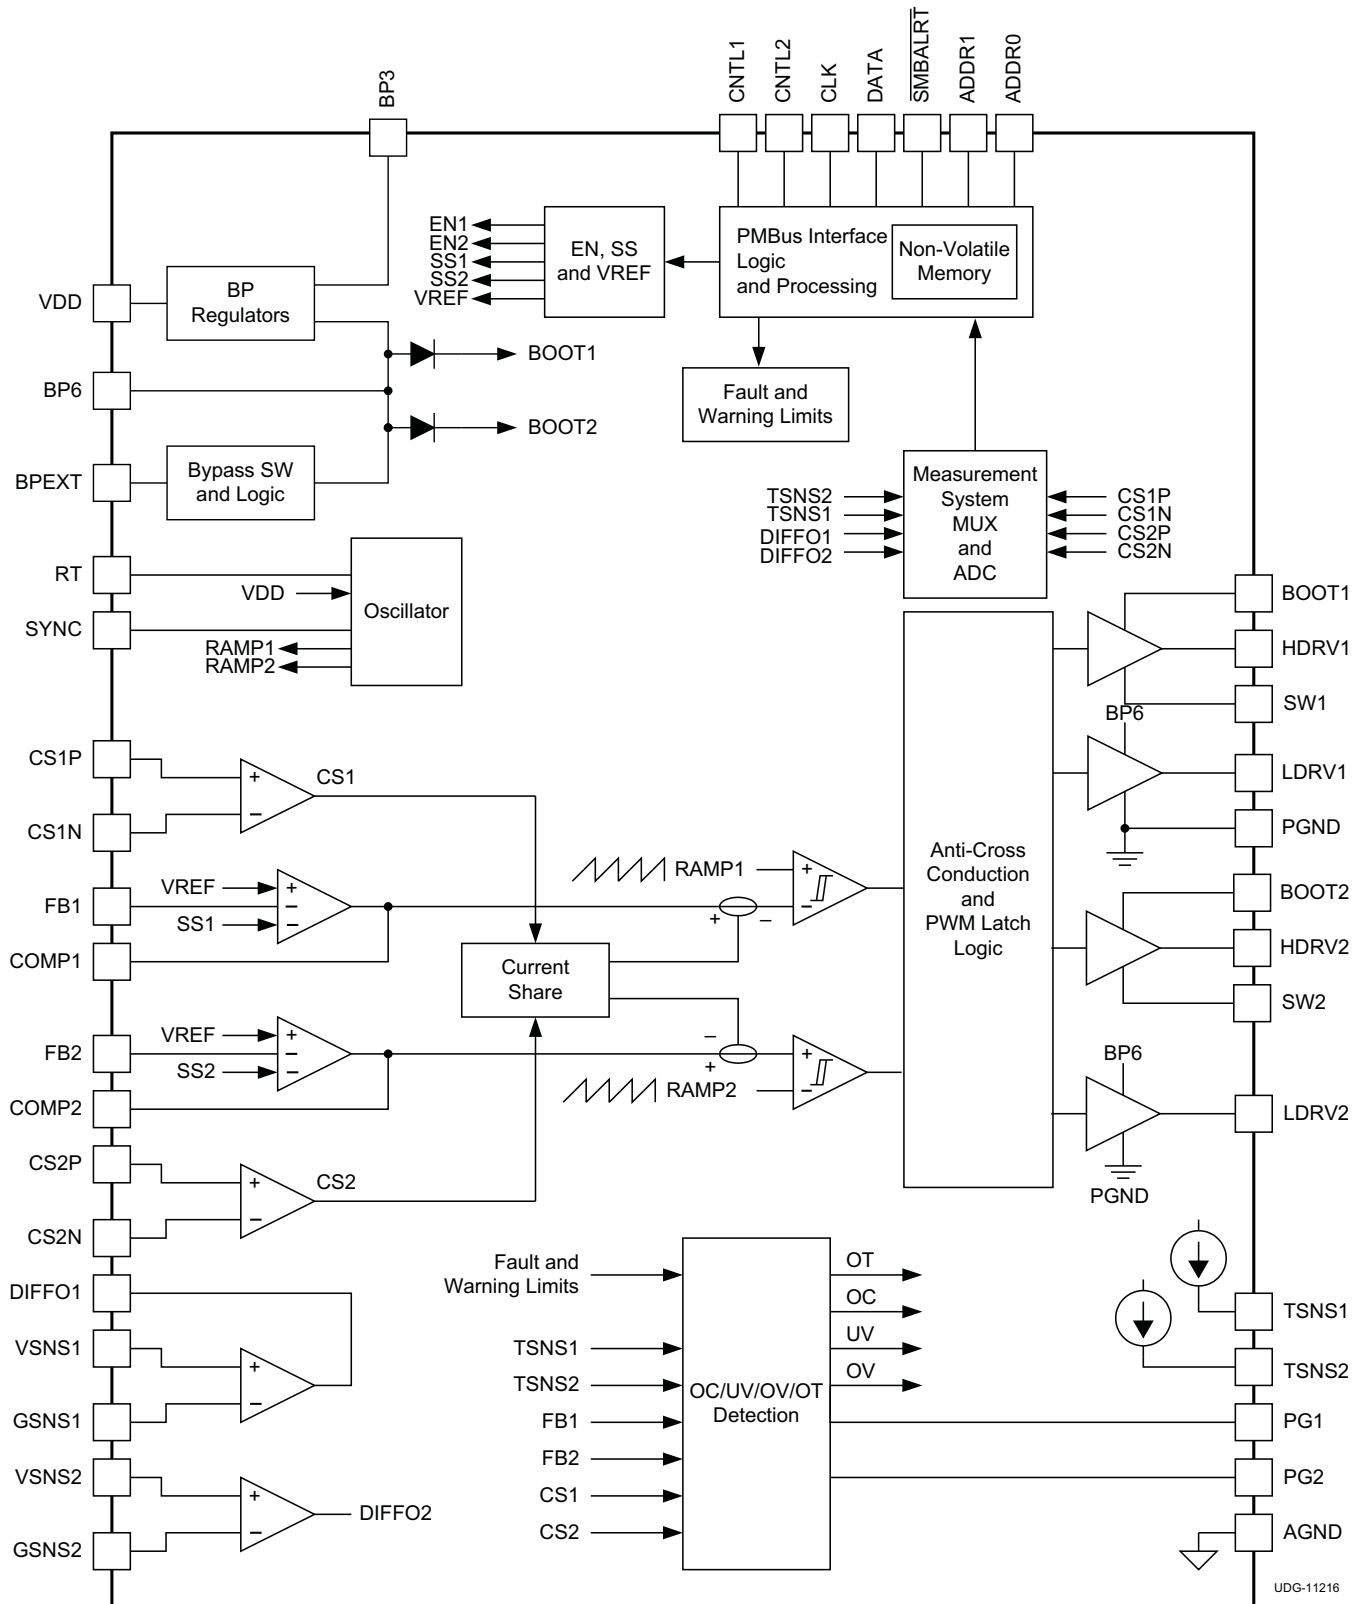 BP3
CNTL1
CNTL2
CLK
DATA
SMBALRT
ADDR1
ADDR0
VDD
BP
Regulators
BP6
BPEXT
Bypass SW
and Logic
BOOT1
BOOT2
EN1
EN2
SS1
SS2
VREF
EN, SS
and VREF
PMBus Interface
Logic
and Processing
Non-Volatile
Memory
Fault and
Warning Limits
TSNS2
TSNS1
DIFFO1
DIFFO2
Measurement
System
MUX
and
ADC
CS1P
CS1N
CS2P
CS2N
RT
SYNC
VDD
RAMP1
RAMP2
Oscillator
CS1P
CS1N
+
−
CS1
FB1
COMP1
VREF
SS1
+
−
−
FB2
COMP2
VREF
SS2
+
−
−
CS2P
CS2N
+
−
CS2
Current
Share
RAMP1
+
−
+
−
−
+
RAMP2
+
−
Anti-Cross
Conduction
and
PWM Latch
Logic
BOOT1
HDRV1
SW1
BP6
LDRV1
PGND
BOOT2
HDRV2
SW2
BP6
LDRV2
PGND
DIFFO1
VSNS1
GSNS1
+
−
VSNS2
GSNS2
+
−
DIFFO2
Fault and
Warning Limits
TSNS1
TSNS2
FB1
FB2
CS1
CS2
OC/UV/OV/OT
Detection
OT
OC
UV
OV
TSNS1
TSNS2
PG1
PG2
AGND
UDG-11216